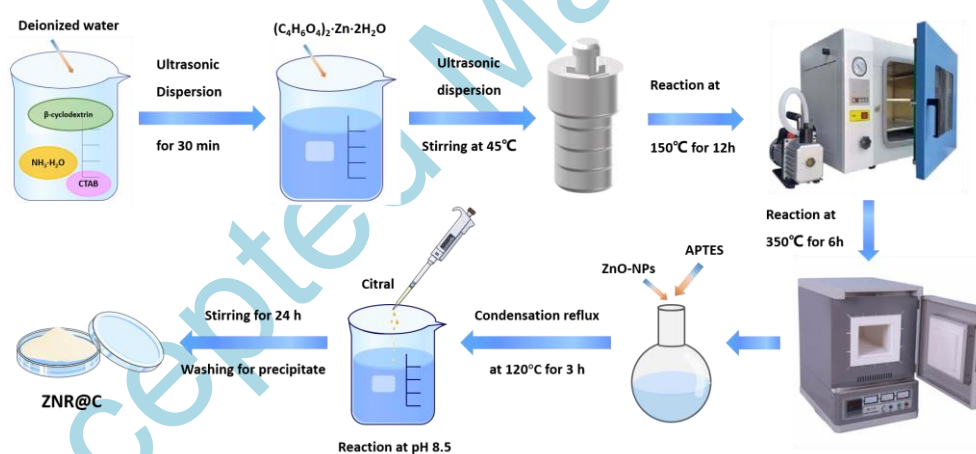 Deionized water
β-cyclodextrin
NH₃·H₂O
CTAB
Ultrasonic
Dispersion
for 30 min
(C₄H₆O₄)₂·Zn·2H₂O
Ultrasonic
dispersion
Stirring at 45℃
Reaction at
150℃ for 12h
Reaction at
350℃ for 6h
APTES
ZnO-NPs
Condensation reflux
at 120°C for 3 h
Citral
Reaction at pH 8.5
Stirring for 24 h
Washing for precipitate
ZNR@C
cepted Ma